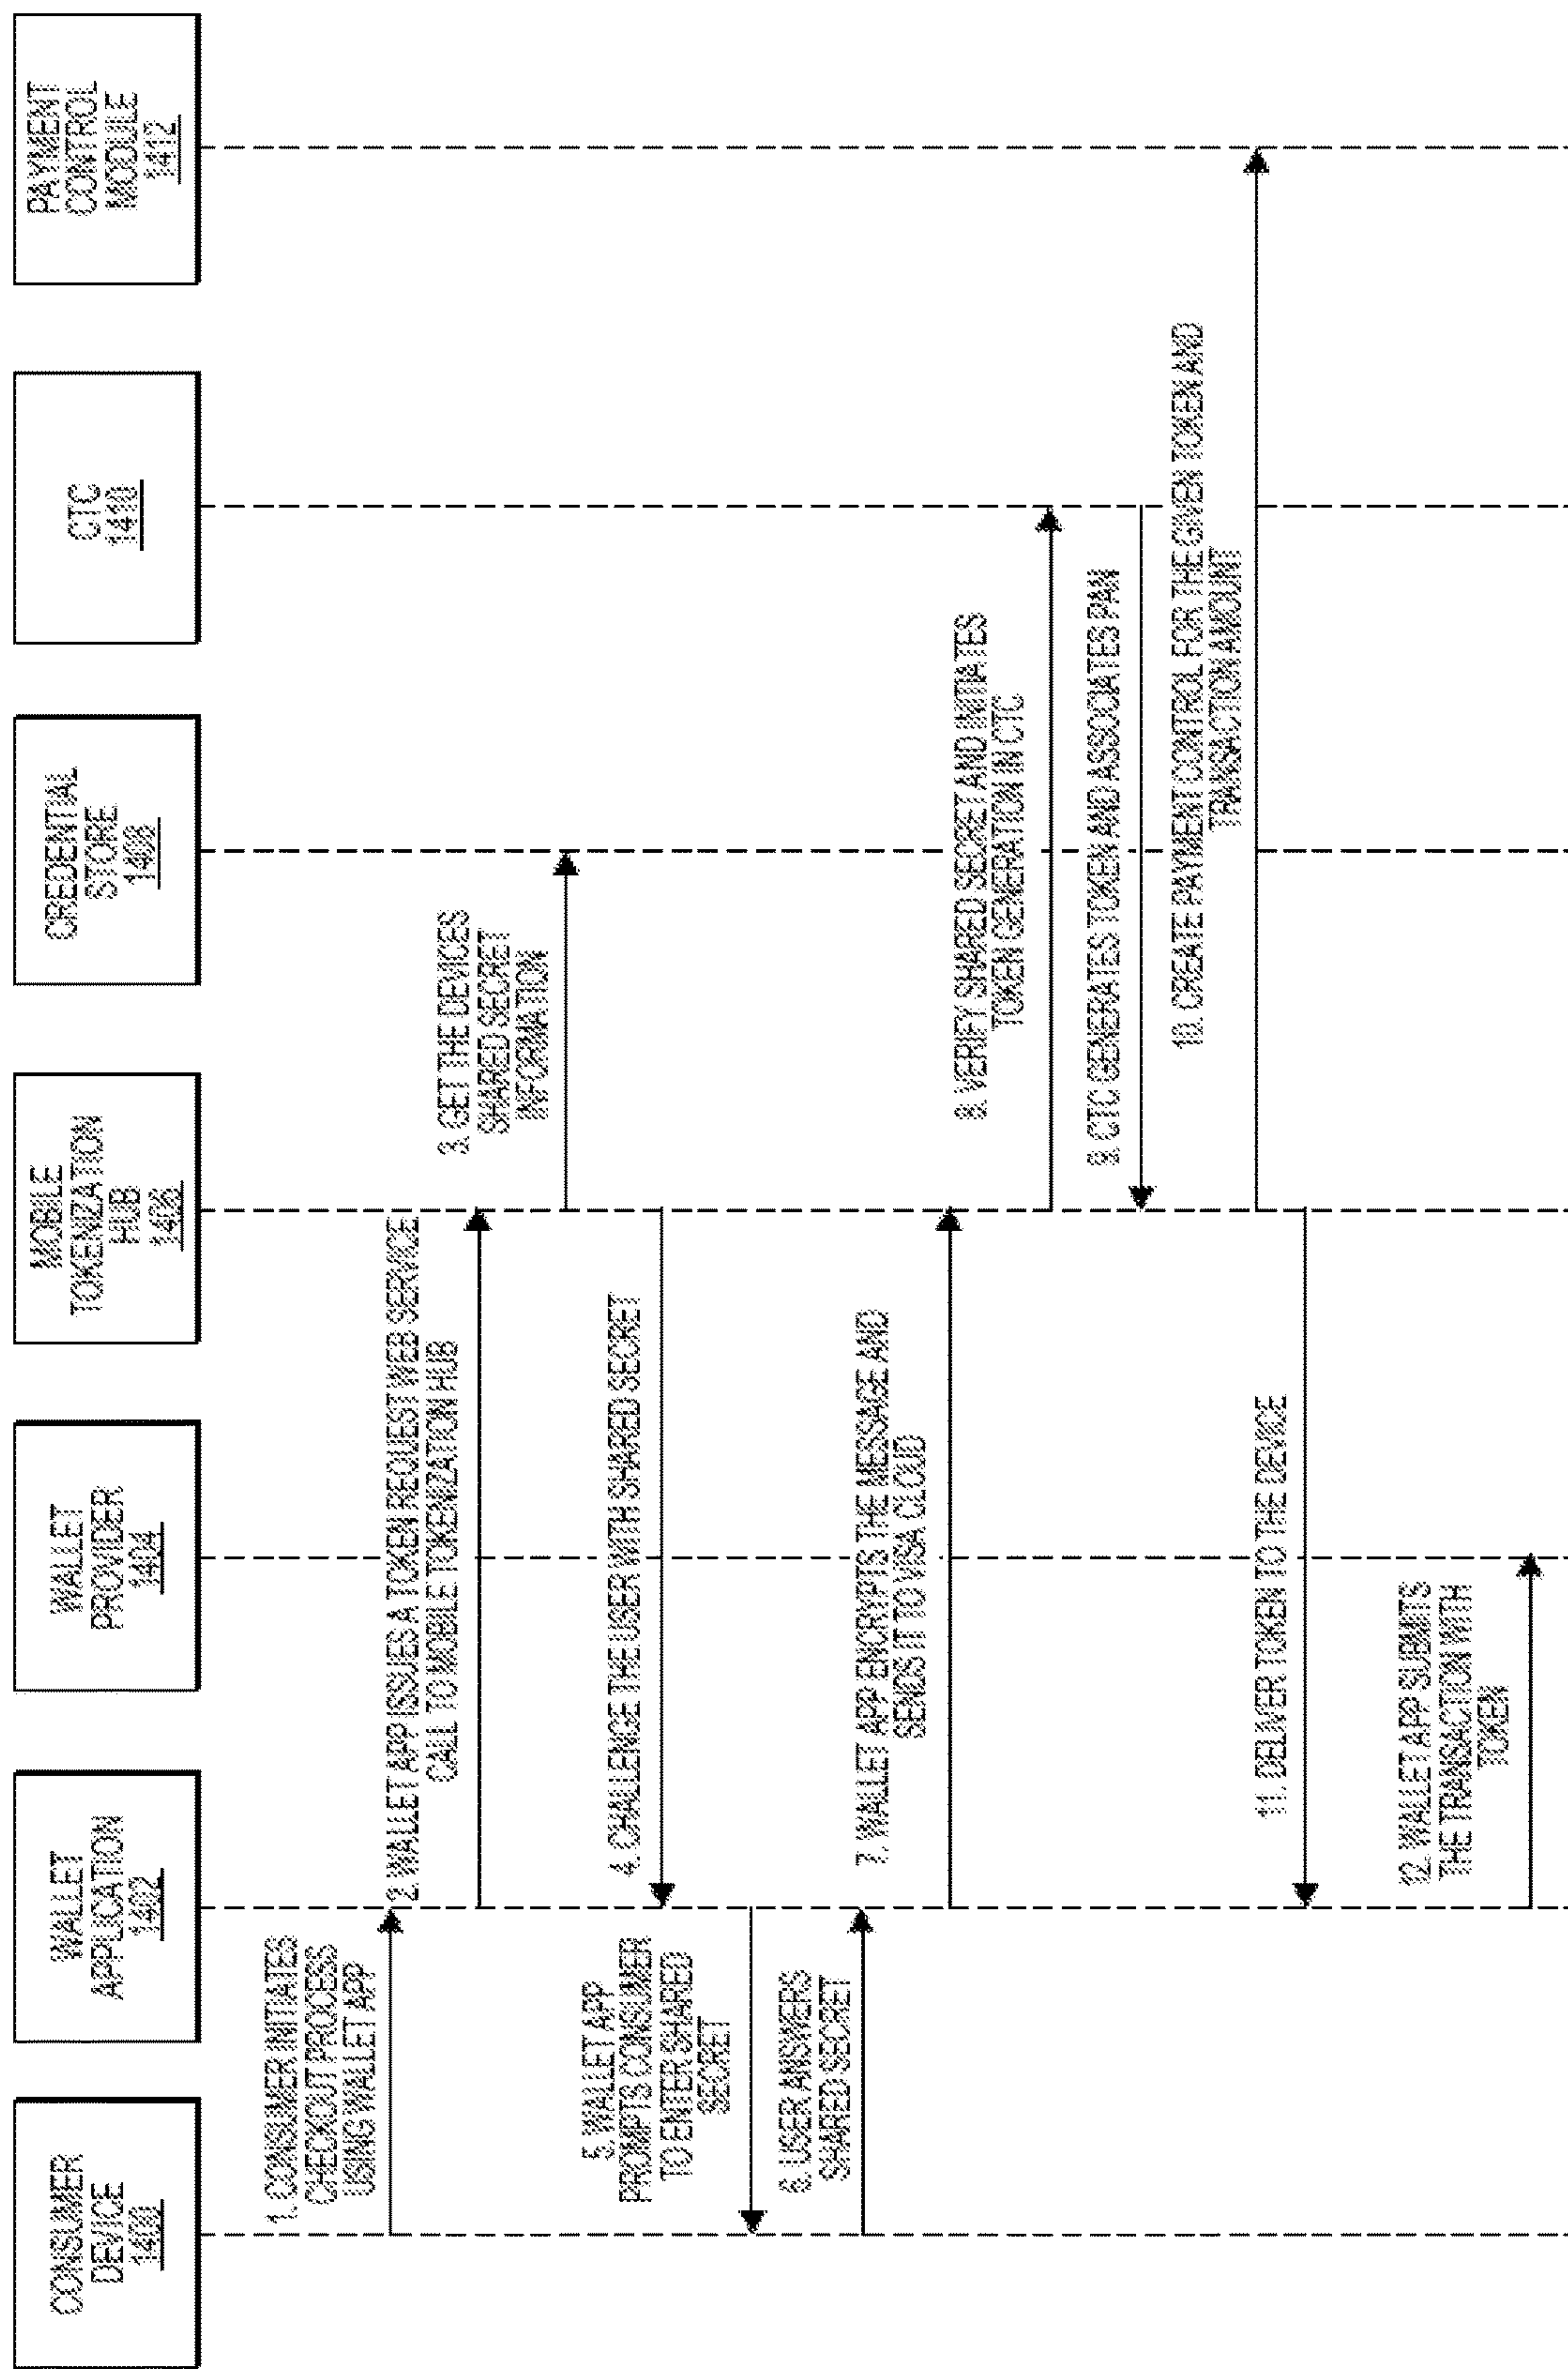 CONSUMER
DEVICE
1400
WALLET
APPLICATION
1402
WALLET
PROVIDER
1404
MOBILE
TOKENIZATION
HUB
1406
CREDENTIAL
STORE
1408
CTC
1410
PAYMENT
CONTROL
MODULE
1412
1. CONSUMER INITIATES
CHECKOUT PROCESS
USING WALLET APP
2. WALLET APP ISSUES A TOKEN REQUEST WEB SERVICE
CALL TO MOBILE TOKENIZATION HUB
3. GET THE DEVICES
SHARED SECRET
INFORMATION
4. CHALLENGE THE USER WITH SHARED SECRET
5. WALLET APP
PROMPTS CONSUMER
TO ENTER SHARED
SECRET
6. USER ANSWERS
SHARED SECRET
7. WALLET APP ENCRYPTS THE MESSAGE AND
SENDS IT TO VISA CLOUD
8. VERIFY SHARED SECRET AND INITIATES
TOKEN GENERATION IN CTC
9. CTC GENERATES TOKEN AND ASSOCIATES PAN
10. CREATE PAYMENT CONTROL FOR THE GIVEN TOKEN AND
TRANSACTION AMOUNT
11. DELIVER TOKEN TO THE DEVICE
12. WALLET APP SUBMITS
THE TRANSACTION WITH
TOKEN